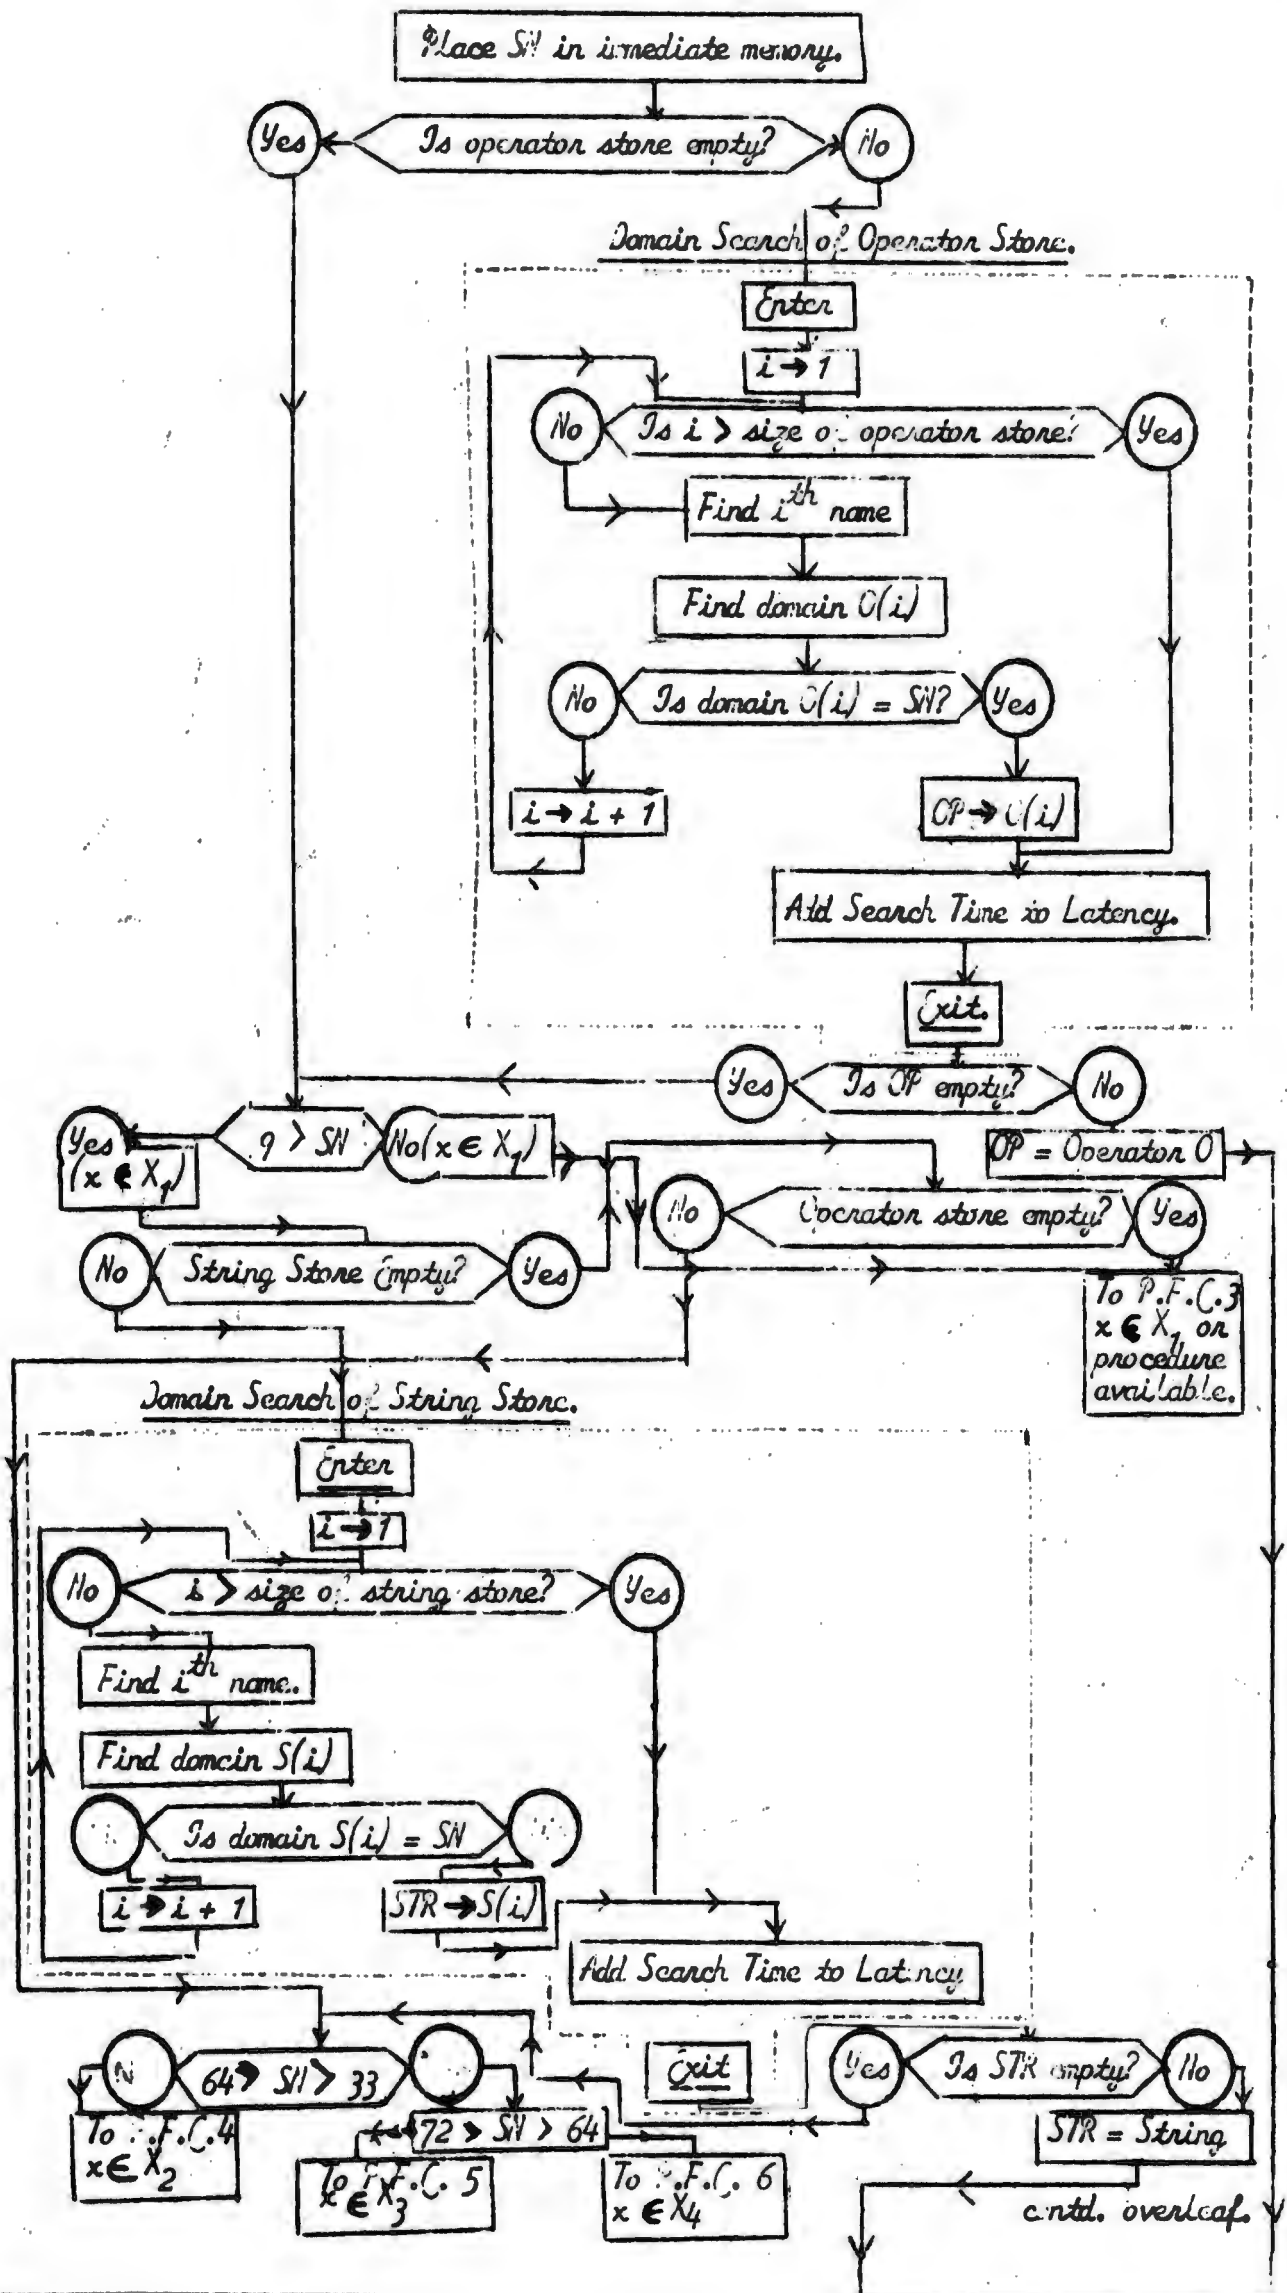 Place SN in immediate memory.
Yes
Is operator store empty?
No
Domain Search of Operator Store.
Enter
i → 1
No
Is i > size of operator store?
Yes
Find iᵗʰ name
Find domain O(i)
No
Is domain O(i) = SN?
Yes
i → i + 1
OP → O(i)
Add Search Time to Latency.
Exit.
Yes
Is OP empty?
No
Yes
(x ∈ X₁)
9 > SN
No (x ∈ X₁)
OP = Operator O
No
Operator store empty?
Yes
No
String Store Empty?
Yes
To P.F.C.3
x ∈ X₁ or
procedure
available.
Domain Search of String Store.
Enter
i → 1
No
i > size of string store?
Yes
Find iᵗʰ name.
Find domain S(i)
Is domain S(i) = SN
i → i + 1
STR → S(i)
Add Search Time to Latency
64 > SN > 33
Exit
Yes
Is STR empty?
No
To P.F.C.4
x ∈ X₂
72 > SN > 64
STR = String
To P.F.C. 5
x ∈ X₃
To P.F.C. 6
x ∈ X₄
cntd. overleaf.